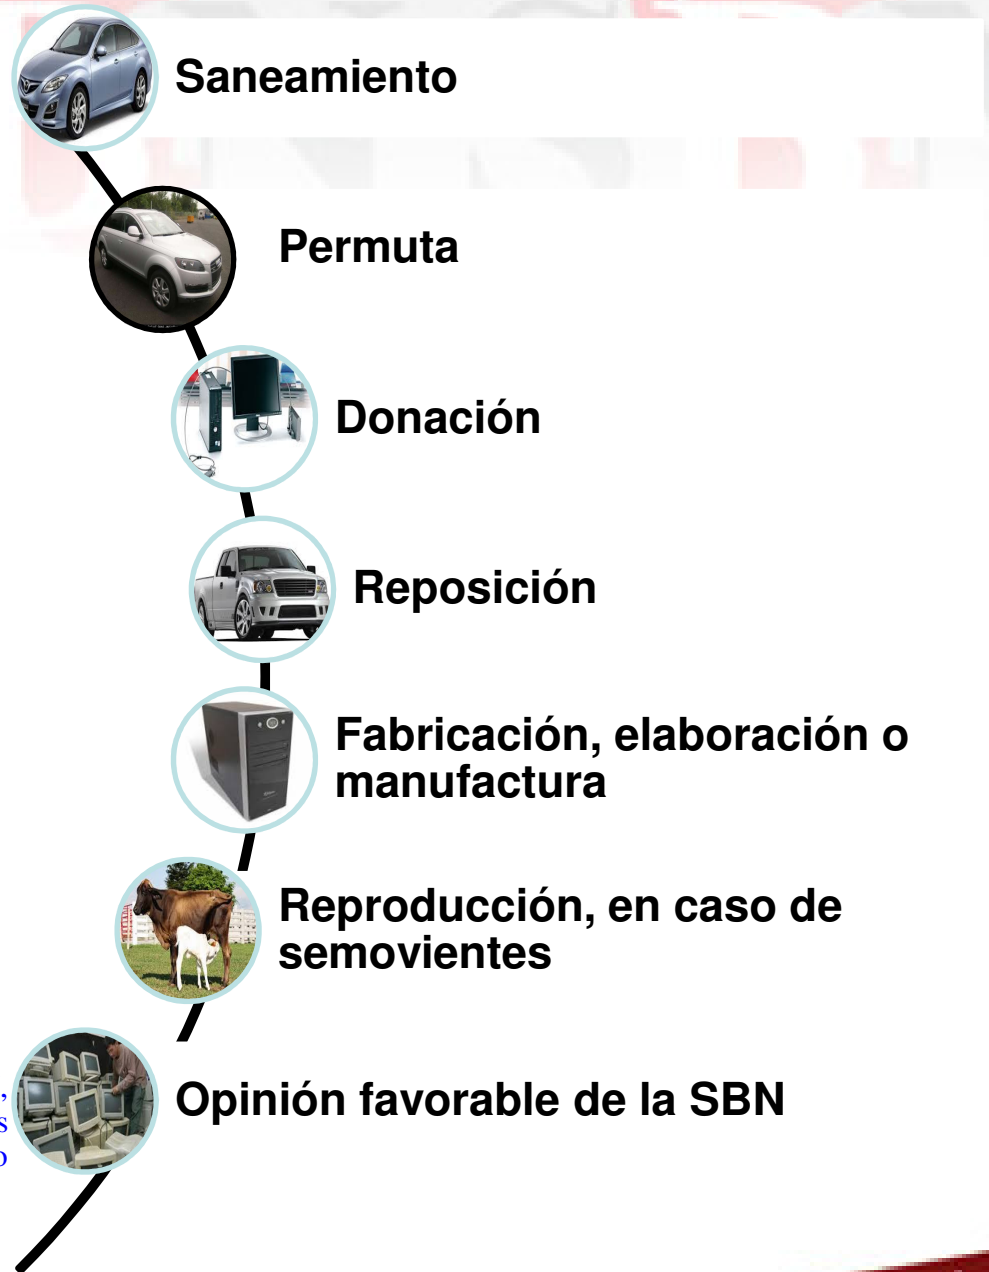 Saneamiento
Permuta
Donación
Reposición
Fabricación, elaboración o
manufactura
Reproducción, en caso de
semovientes
Opinión favorable de la SBN